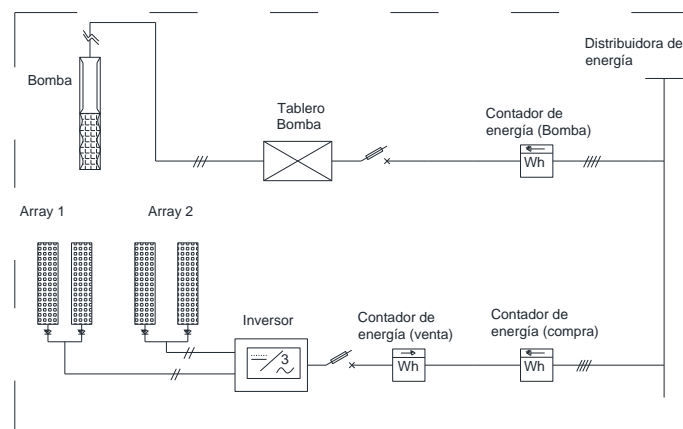 Distribuidora de
energía
Bomba
Tablero
Bomba
Contador de
energía (Bomba)
Wh
Array 1
Array 2
Inversor
Contador de
energía (venta)
Contador de
energía (compra)
3
Wh
Wh